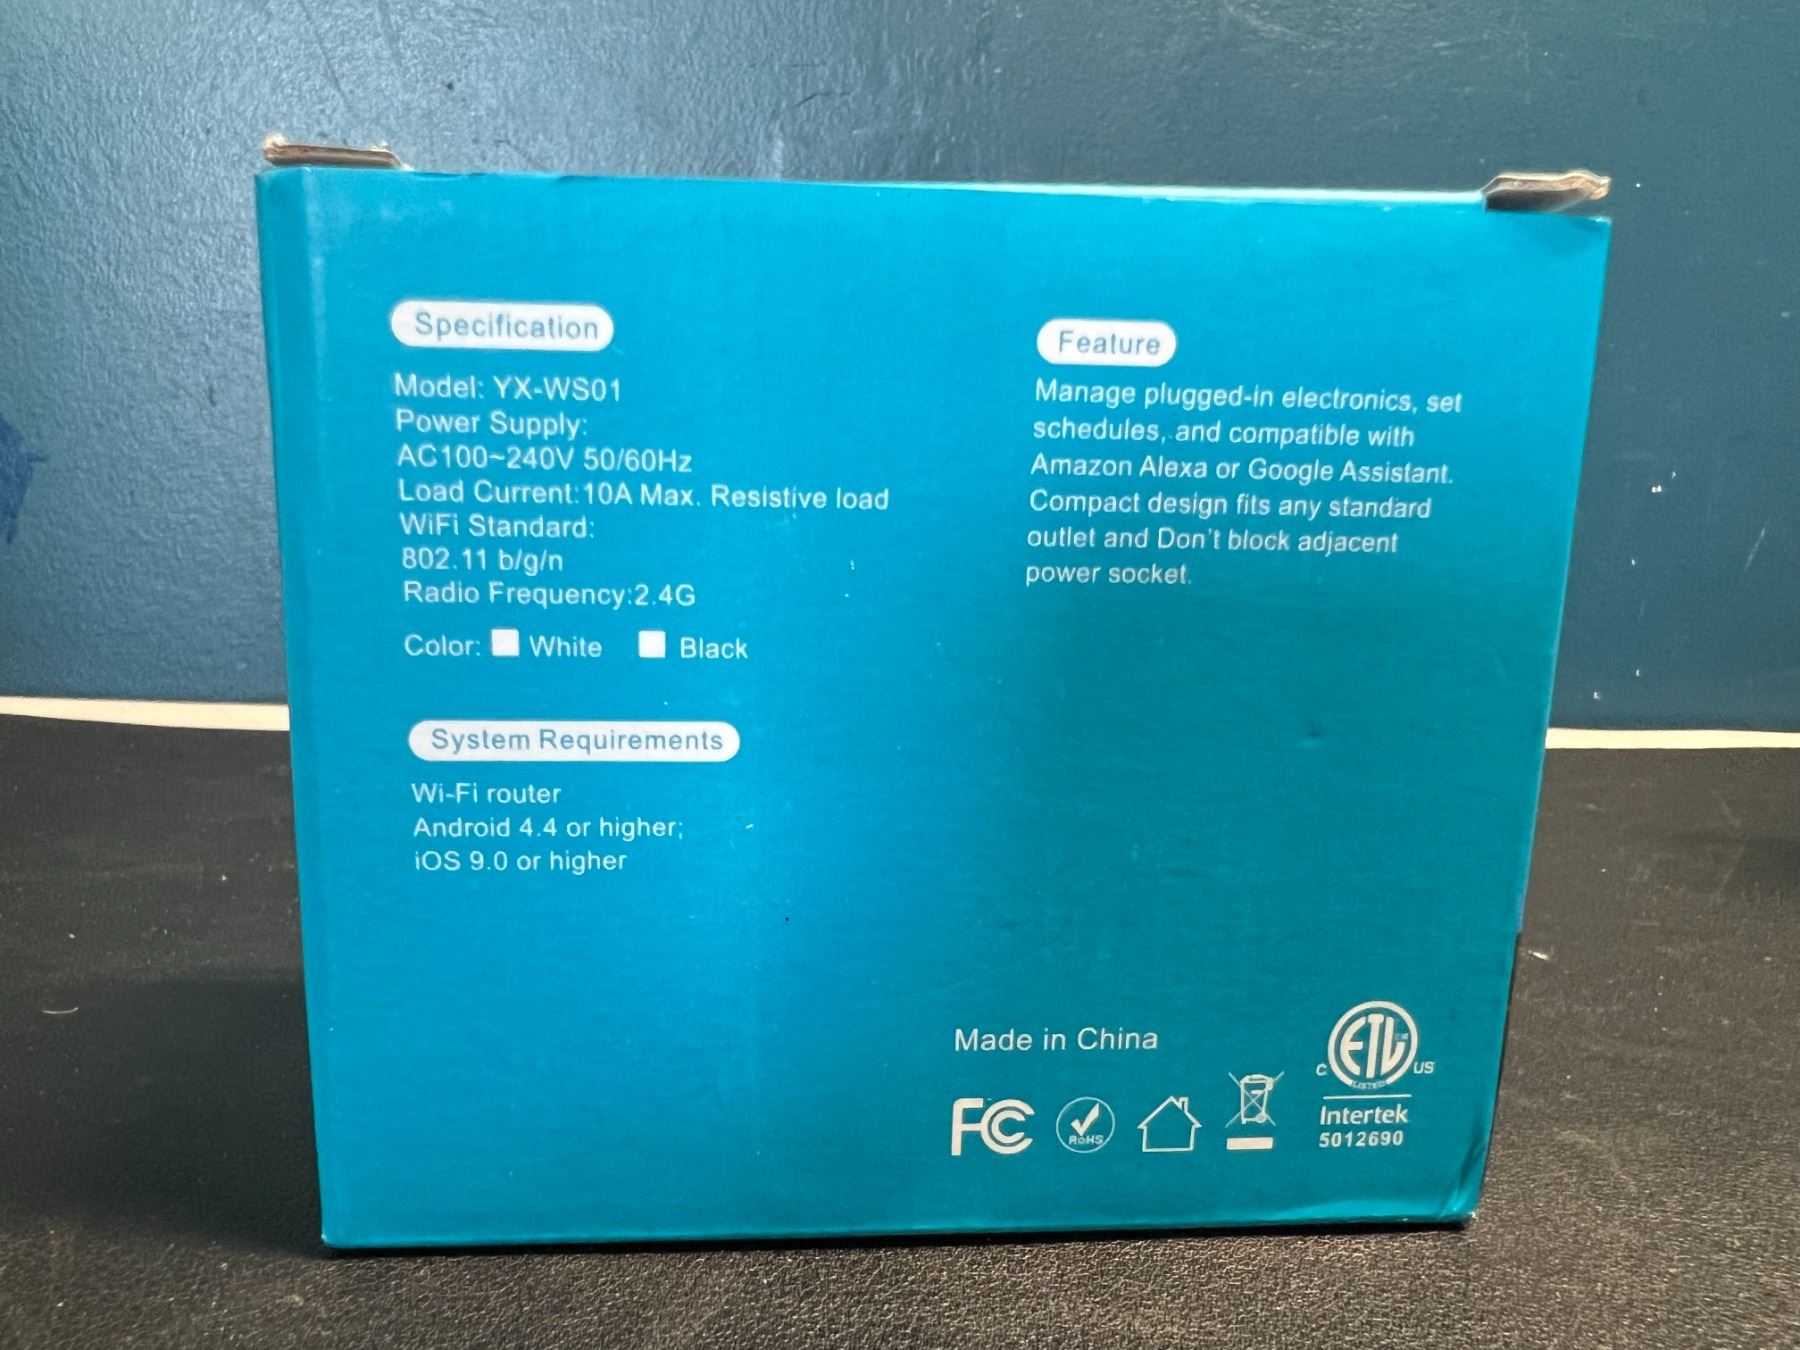 Specification
Model: YX-WS01
Power Supply:
AC100~240V 50/60Hz
Load Current:10A Max. Resistive load
WiFi Standard:
802.11 b/g/n
Radio Frequency:2.4G
Color: White Black
System Requirements
Wi-Fi router
Android 4.4 or higher;
iOS 9.0 or higher
Feature
Manage plugged-in electronics, set
schedules, and compatible with
Amazon Alexa or Google Assistant.
Compact design fits any standard
outlet and Don't block adjacent
power socket.
Made in China
FC
RoHS
C ETL US
LISTED
Intertek
5012690